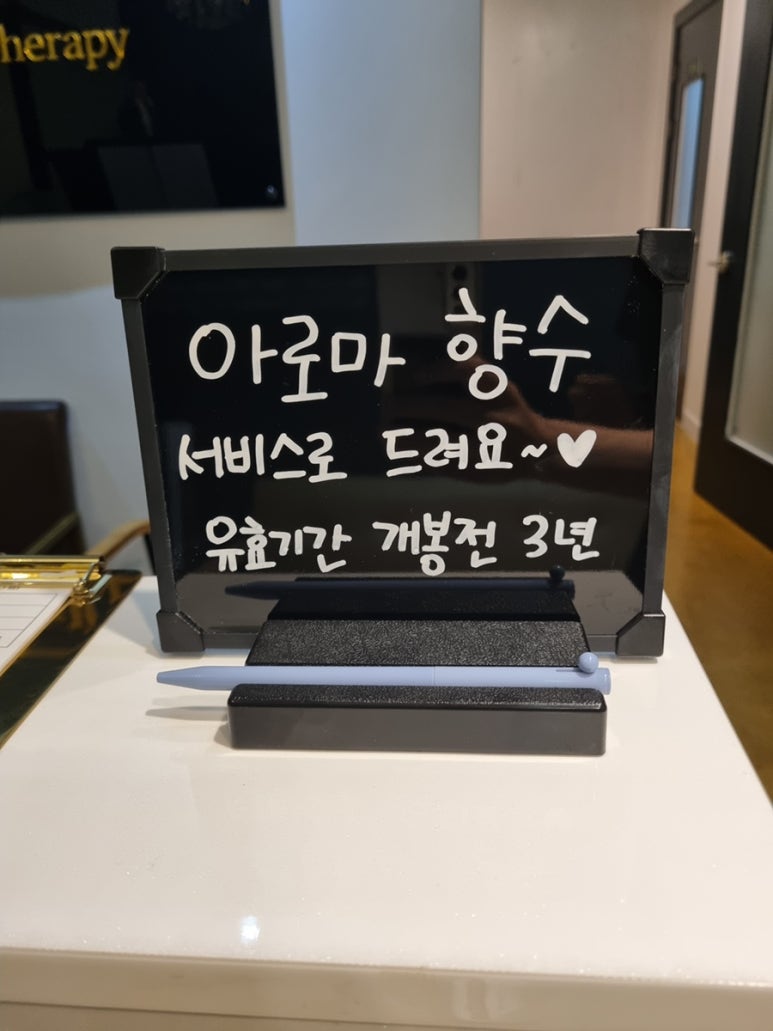 herapy
아로마 향수
서비스로 드려요~♥
유효기간 개봉전 3년